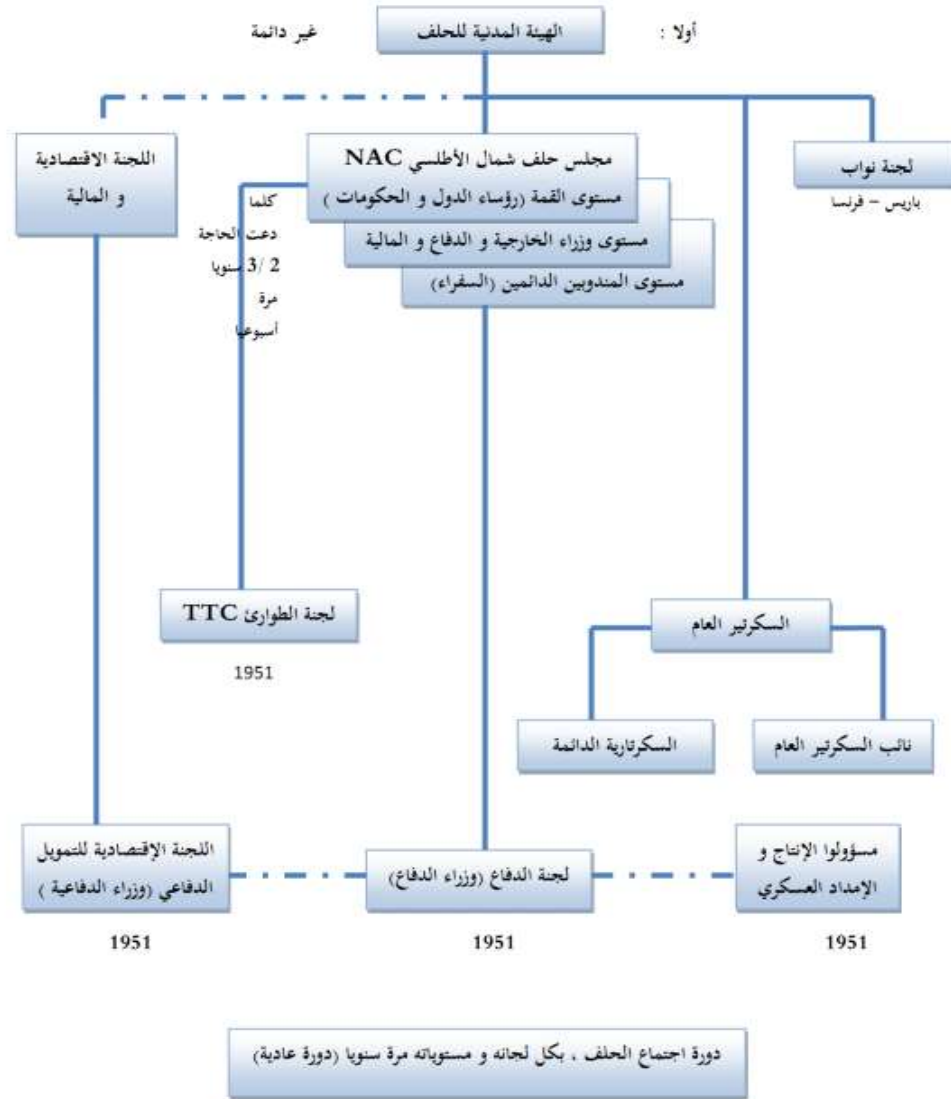 أولا :
الهيئة المدنية للحلف
غير دائمة
لجنة نواب
باريس – فرنسا
مجلس حلف شمال الأطلسي NAC
مستوى القمة (رؤساء الدول و الحكومات )
مستوى وزراء الخارجية و الدفاع و المالية
مستوى المندوبين الدائمين (السفراء)
كلما
دعت الحاجة
2 /3 سنويا
مرة
أسبوعيا
اللجنة الاقتصادية
و المالية
السكرتير العام
لجنة الطوارئ TTC
1951
نائب السكرتير العام
السكرتارية الدائمة
مسؤولوا الإنتاج و
الإمداد العسكري
1951
لجنة الدفاع (وزراء الدفاع)
1951
اللجنة الإقتصادية للتمويل
الدفاعي (وزراء الدفاعية )
1951
دورة اجتماع الحلف ، بكل لجانه و مستوياته مرة سنويا (دورة عادية)